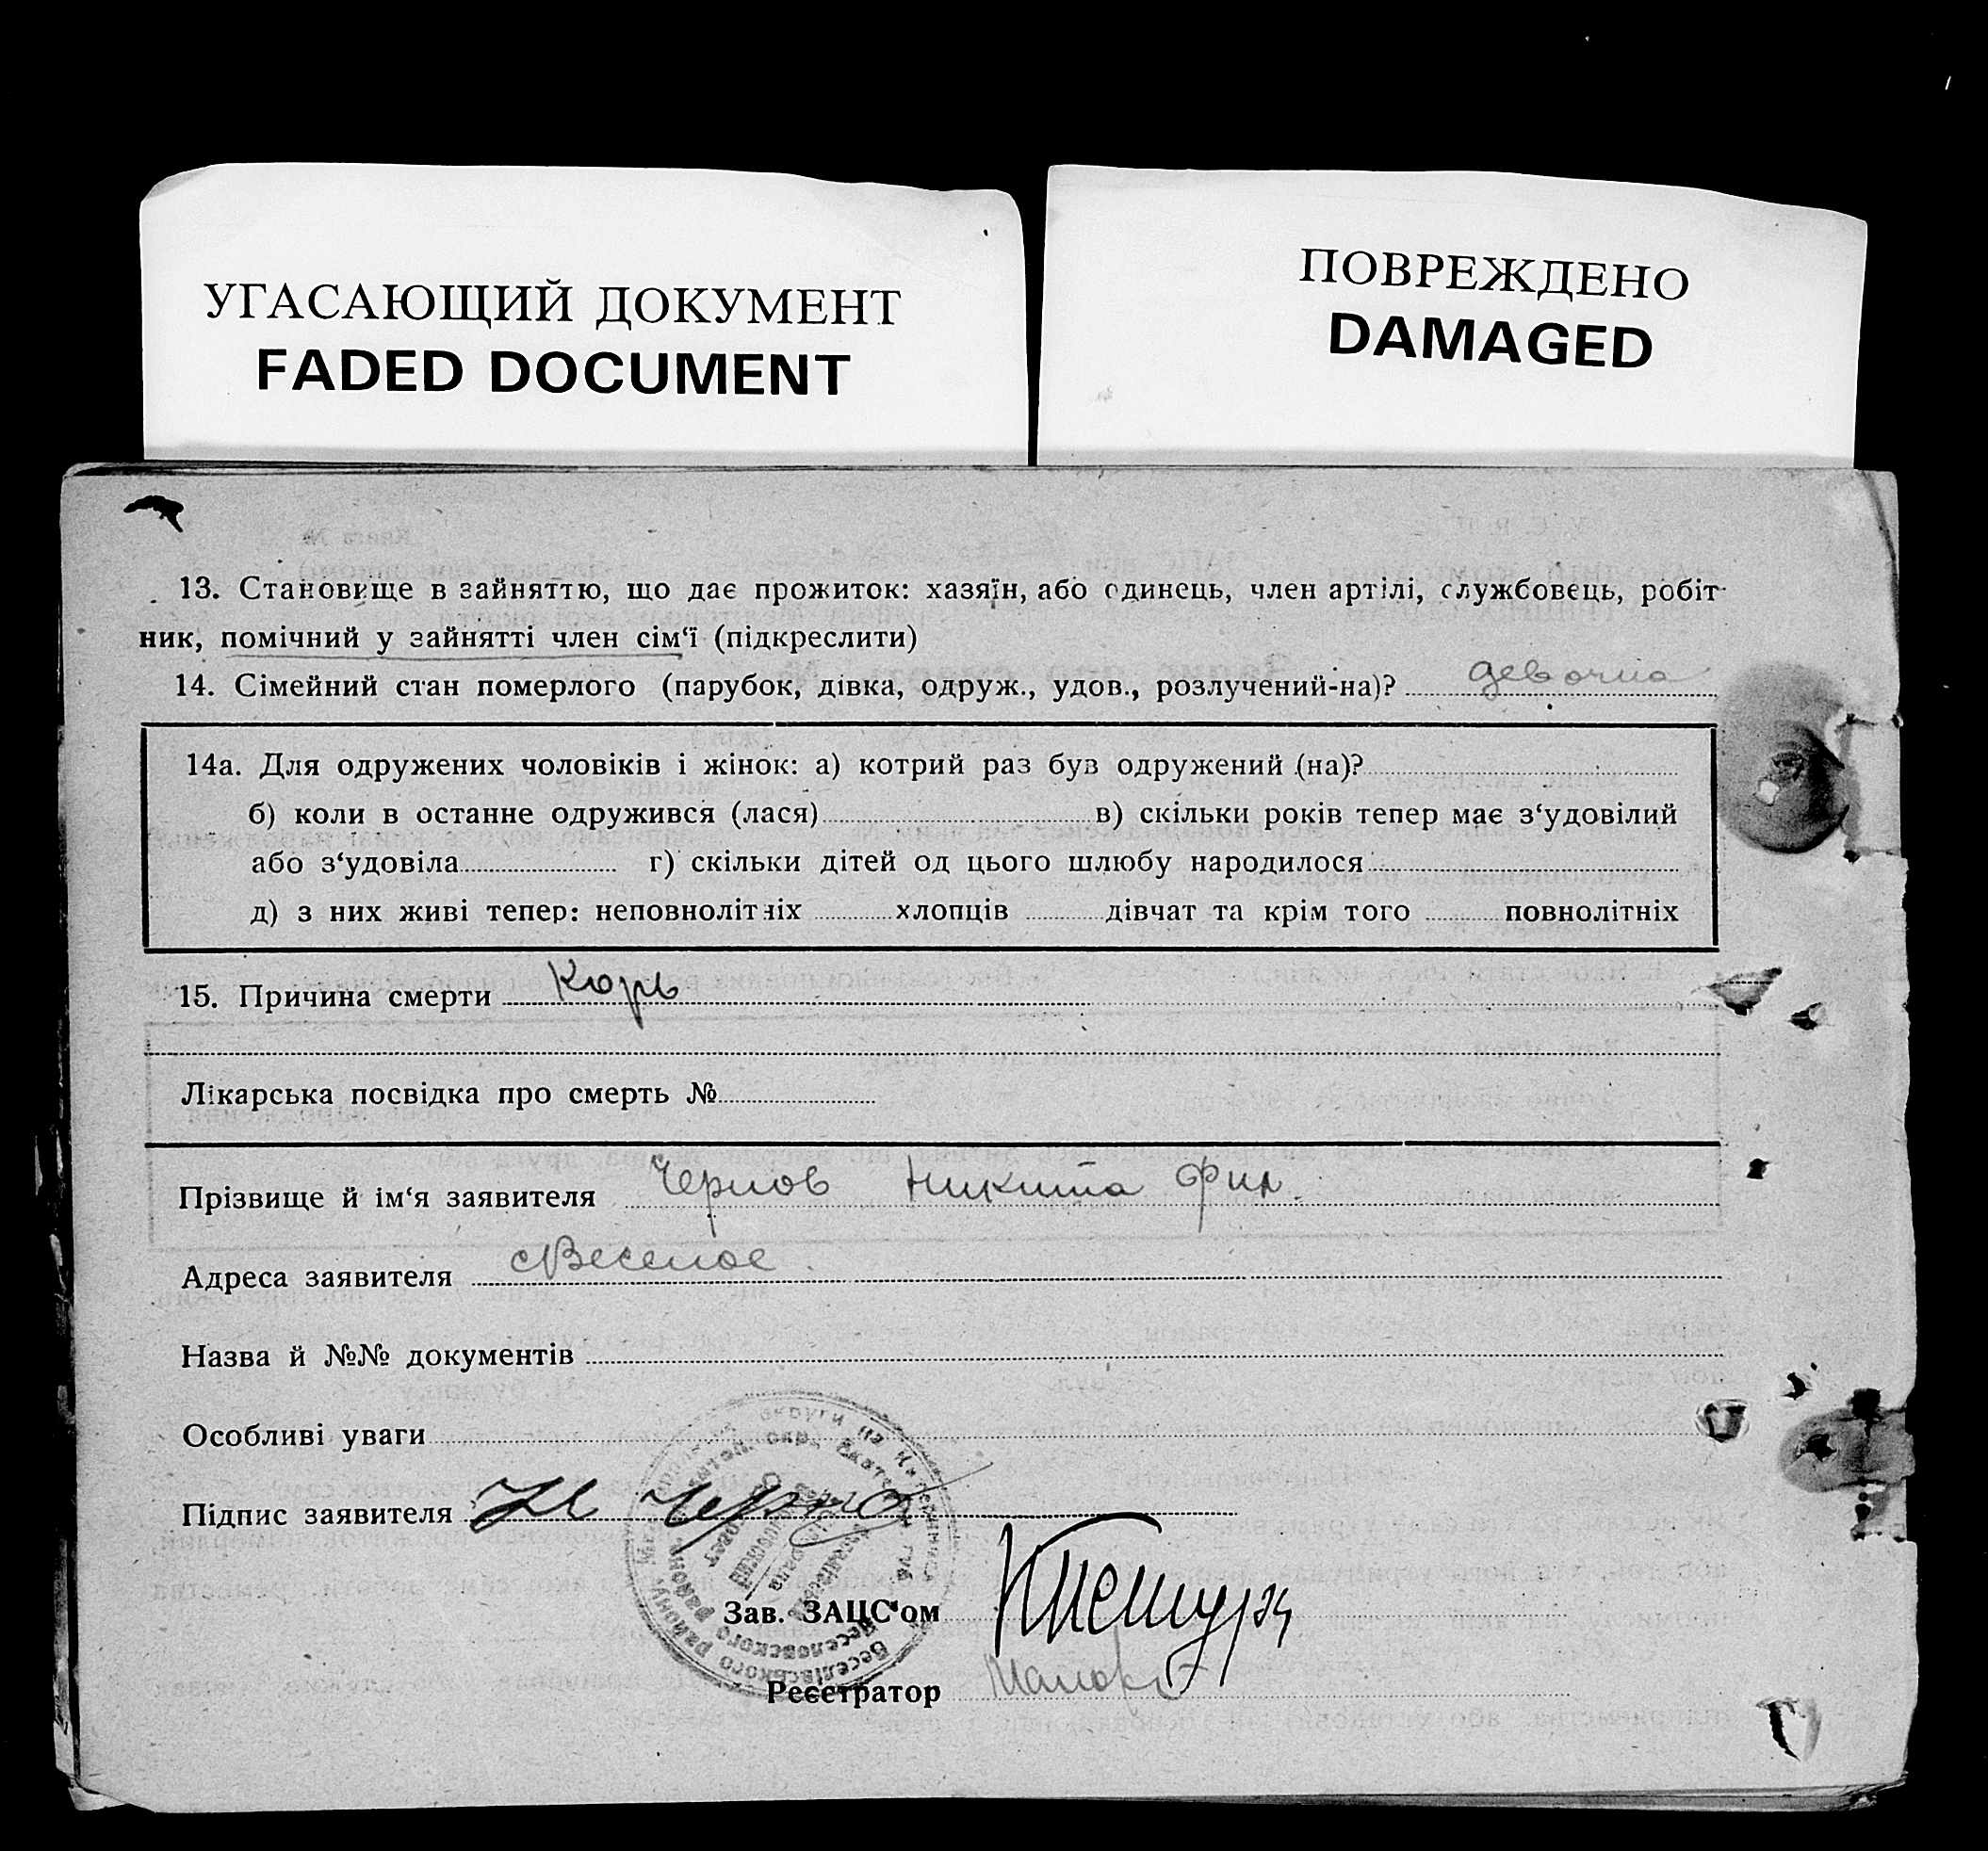 УГАСАЮЩИЙ ДОКУМЕНТ
FADED DOCUMENT
ПОВРЕЖДЕНО
DAMAGED
13. Становище в зайняттю, що дає прожиток: хазяїн, або одинець, член артілі, службовець, робіт-
ник, помічний у зайнятті член сім‘ї (підкреслити)
14. Сімейний стан померлого (парубок, дівка, одруж., удов., розлучений-на)? девочка
14а. Для одружених чоловіків і жінок: а) котрий раз був одружений (на)?
б) коли в останне одружився (лася) в) скільки років тепер має з‘удовілий
або з‘удовіла г) скільки дітей од цього шлюбу народилося
д) з них живі тепер: неповнолітніх хлопців дівчат та крім того повнолітніх
15. Причина смерти Корь
Лікарська посвідка про смерть №
Прізвище й ім‘я заявителя Чернов Никита Фил.
Адреса заявителя с Веселое
Назва й №№ документів
Особливі уваги
Підпис заявителя Н Черно
Зав. ЗАЦС‘ом
Реєстратор
Веселівського району
Веселовского района